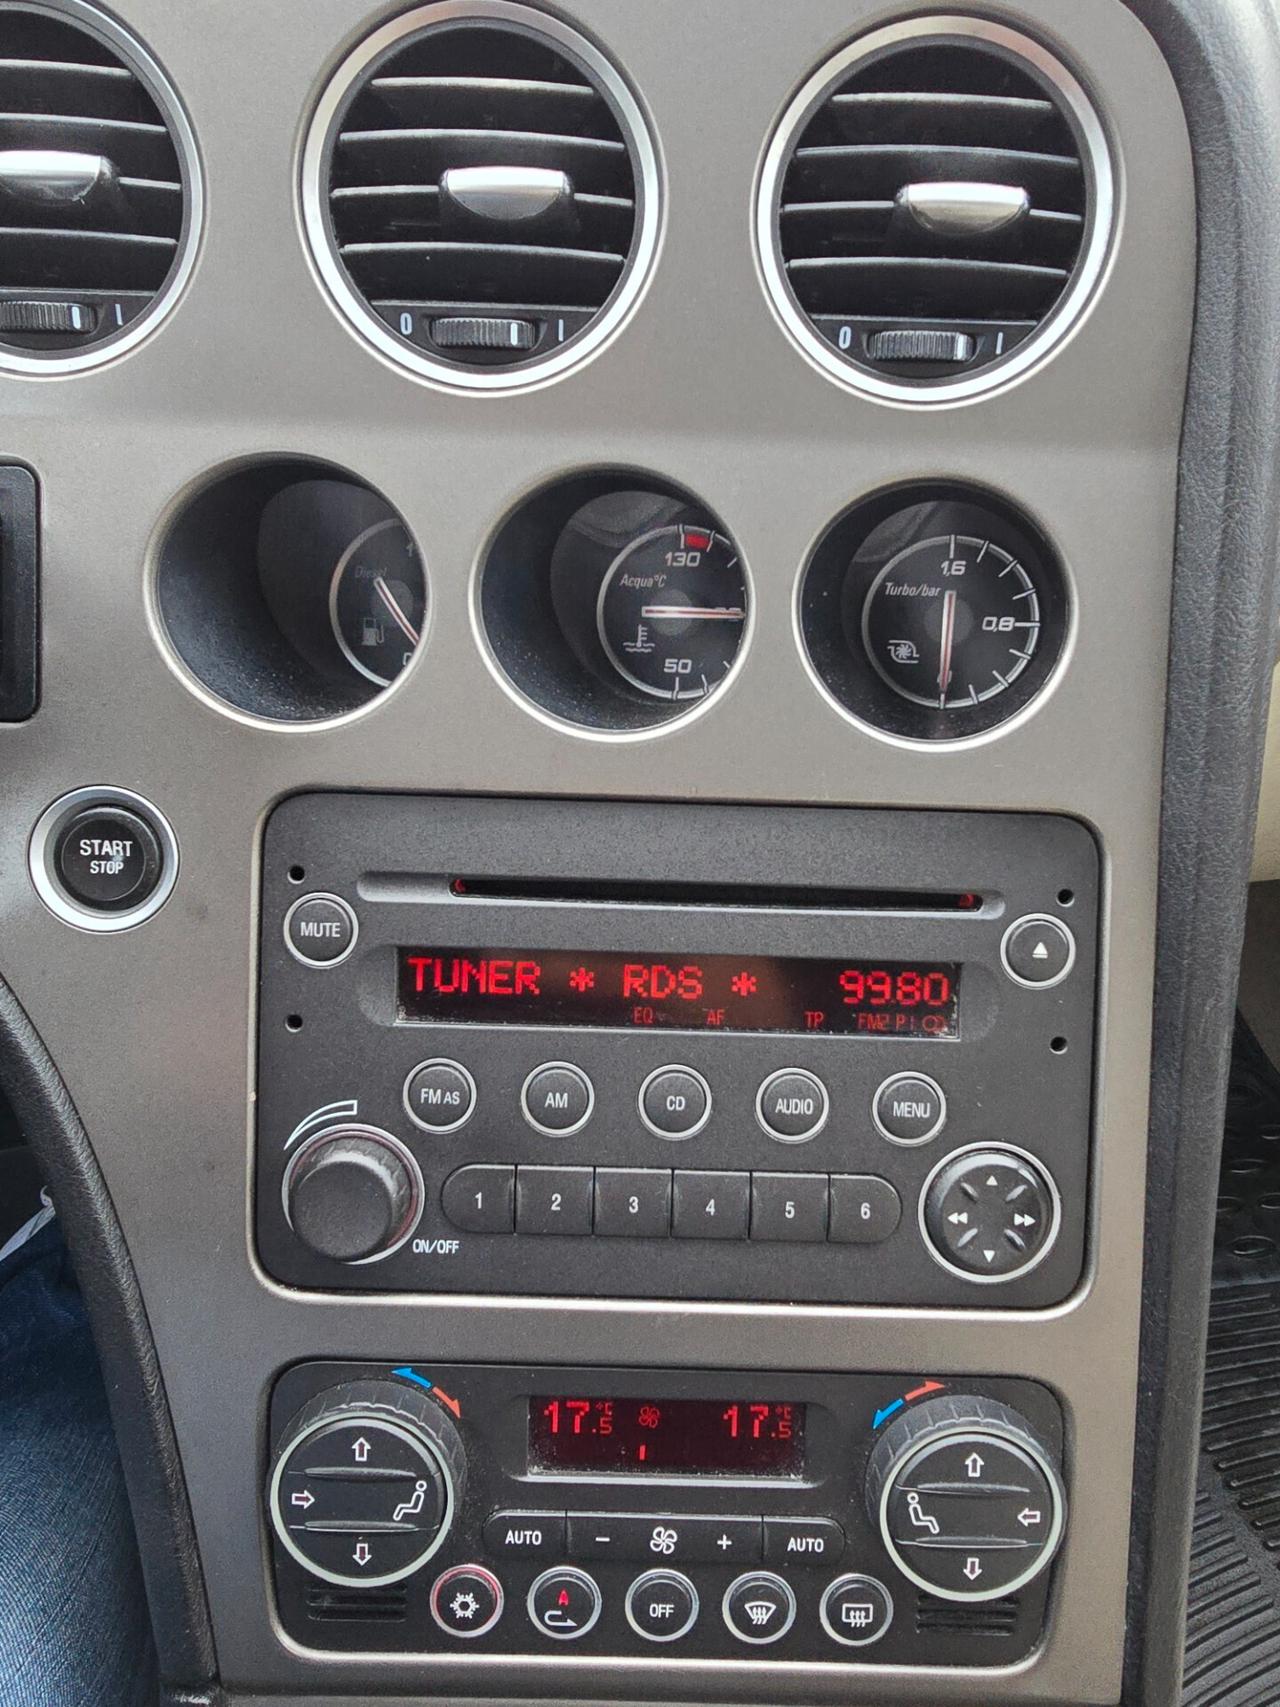 I
0 I
0 I
1
Diesel
0
130
Acqua°C
50
1,6
Turbo/bar
0,8
START
STOP
MUTE
TUNER * RDS * 99.80
EQ AF TP FM2 P1
FM AS AM CD AUDIO MENU
1 2 3 4 5 6
ON/OFF
17.5 °C 17.5 °C
AUTO - + AUTO
A
OFF